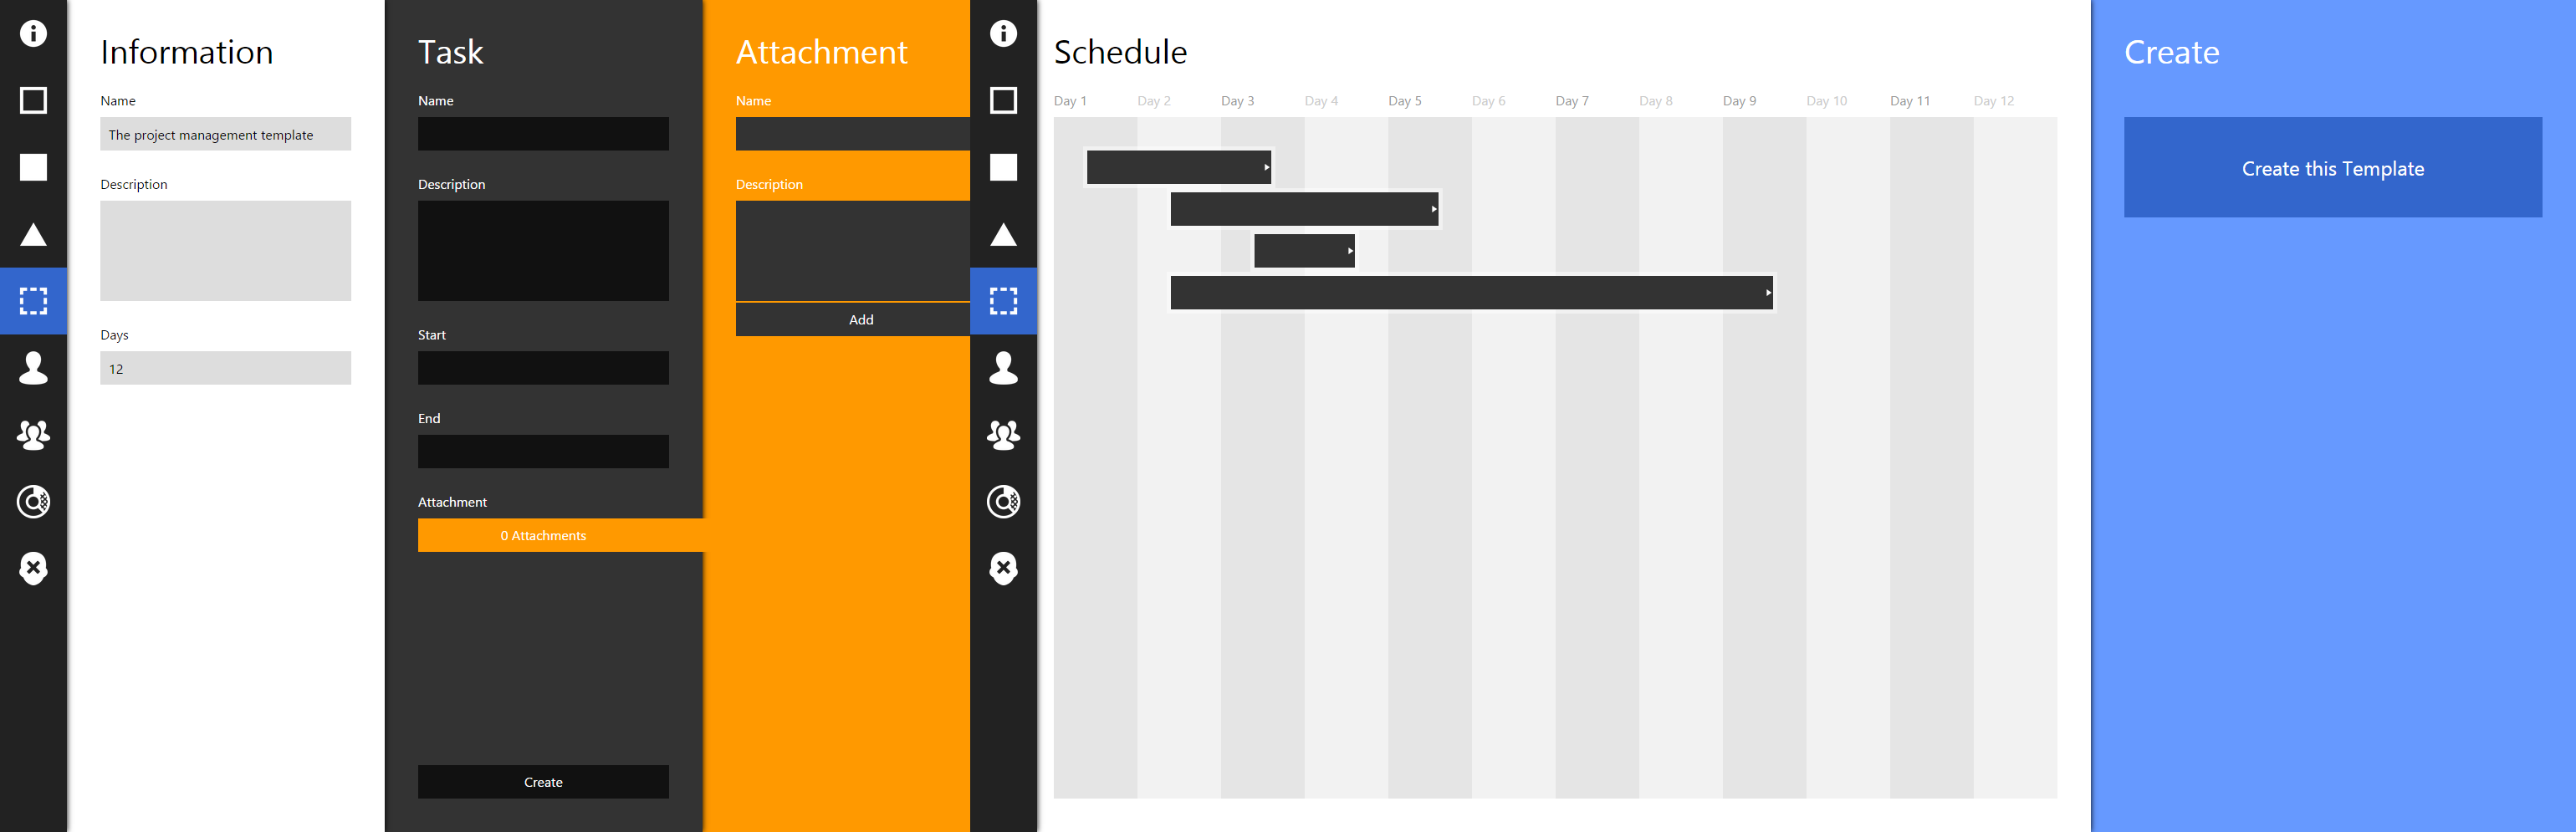 Information
Name
The project management template
Description
Days
12
Task
Name
Description
Start
End
Attachment
0 Attachments
Create
Attachment
Name
Description
Add
Schedule
Day 1 Day 2 Day 3 Day 4 Day 5 Day 6 Day 7 Day 8 Day 9 Day 10 Day 11 Day 12
Create
Create this Template